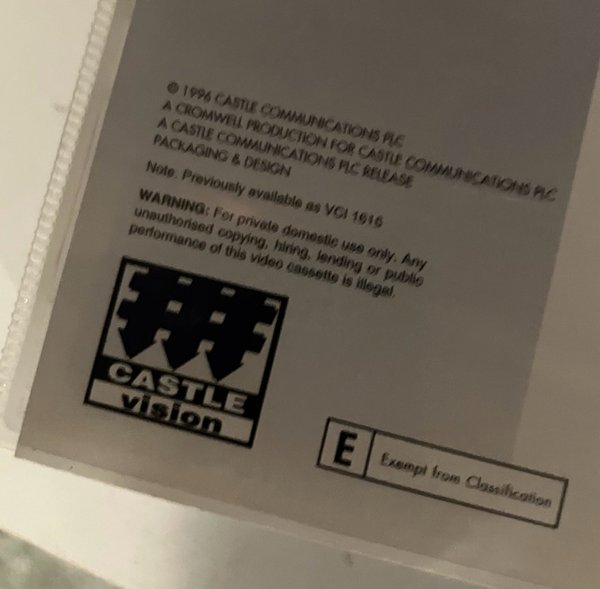 © 1996 CASTLE COMMUNICATIONS PLC
A CROMWELL PRODUCTION FOR CASTLE COMMUNICATIONS PLC
A CASTLE COMMUNICATIONS PLC RELEASE
PACKAGING & DESIGN
Note. Previously available as VCI 1616
WARNING: For private domestic use only. Any
unauthorised copying, hiring, lending or public
performance of this video cassette is illegal.
CASTLE
vision
E Exempt from Classification